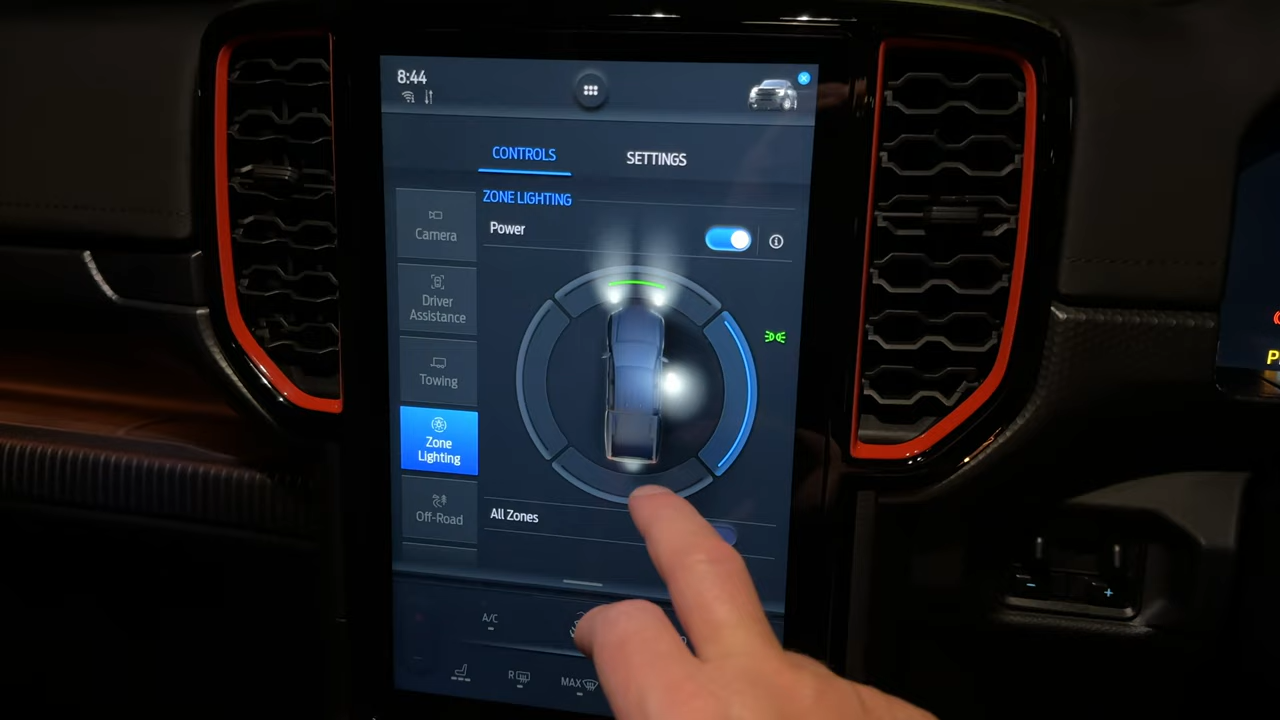 8:44
CONTROLS
SETTINGS
ZONE LIGHTING
Power
Camera
Driver
Assistance
Towing
Zone
Lighting
Off-Road
All Zones
A/C
R
MAX
P